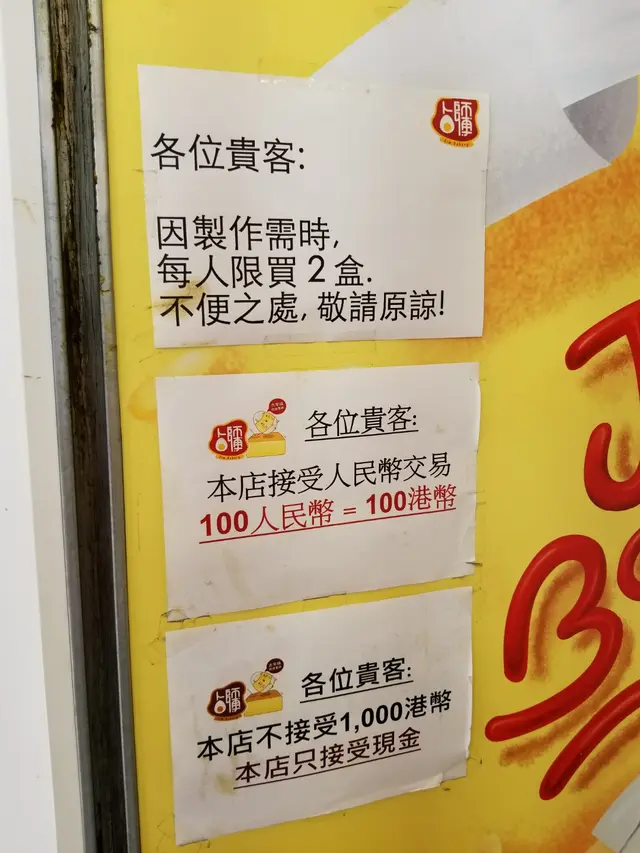 各位貴客:
因製作需時,
每人限買 2 盒.
不便之處, 敬請原諒!
各位貴客:
本店接受人民幣交易
100人民幣 = 100港幣
各位貴客:
本店不接受1,000港幣
本店只接受現金